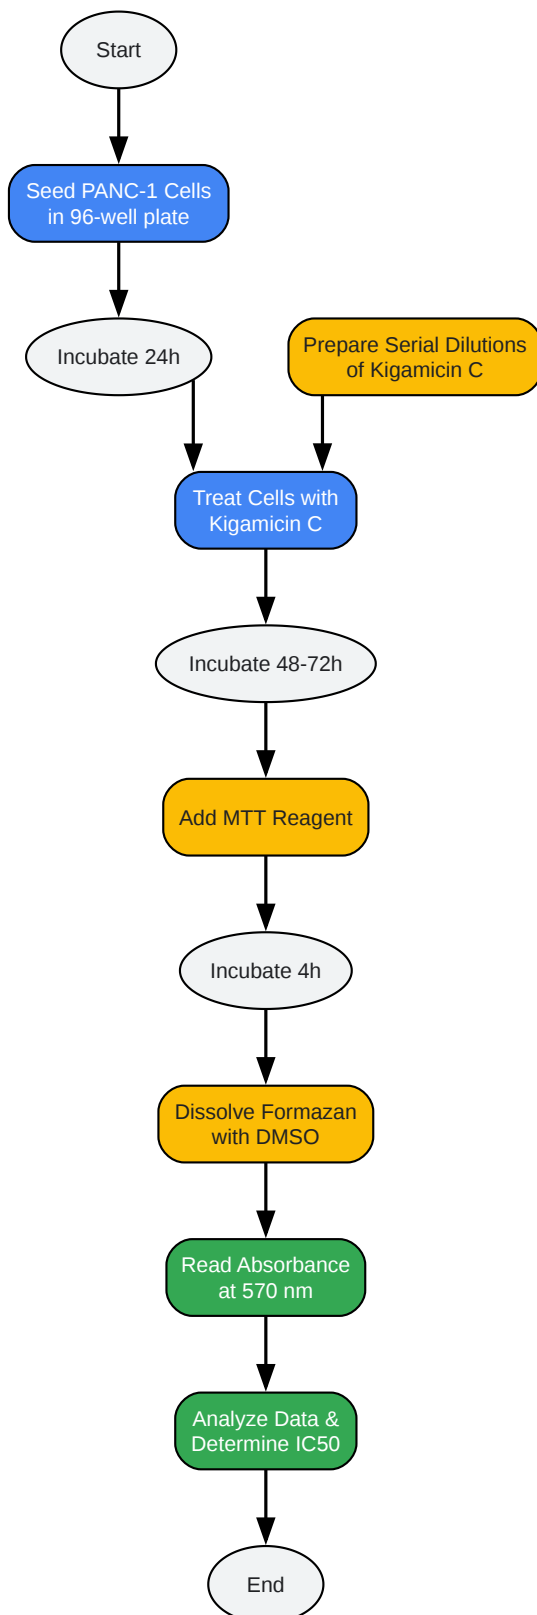 Start
Seed PANC-1 Cells
in 96-well plate
Incubate 24h
Prepare Serial Dilutions
of Kigamicin C
Treat Cells with
Kigamicin C
Incubate 48-72h
Add MTT Reagent
Incubate 4h
Dissolve Formazan
with DMSO
Read Absorbance
at 570 nm
Analyze Data &
Determine IC50
End